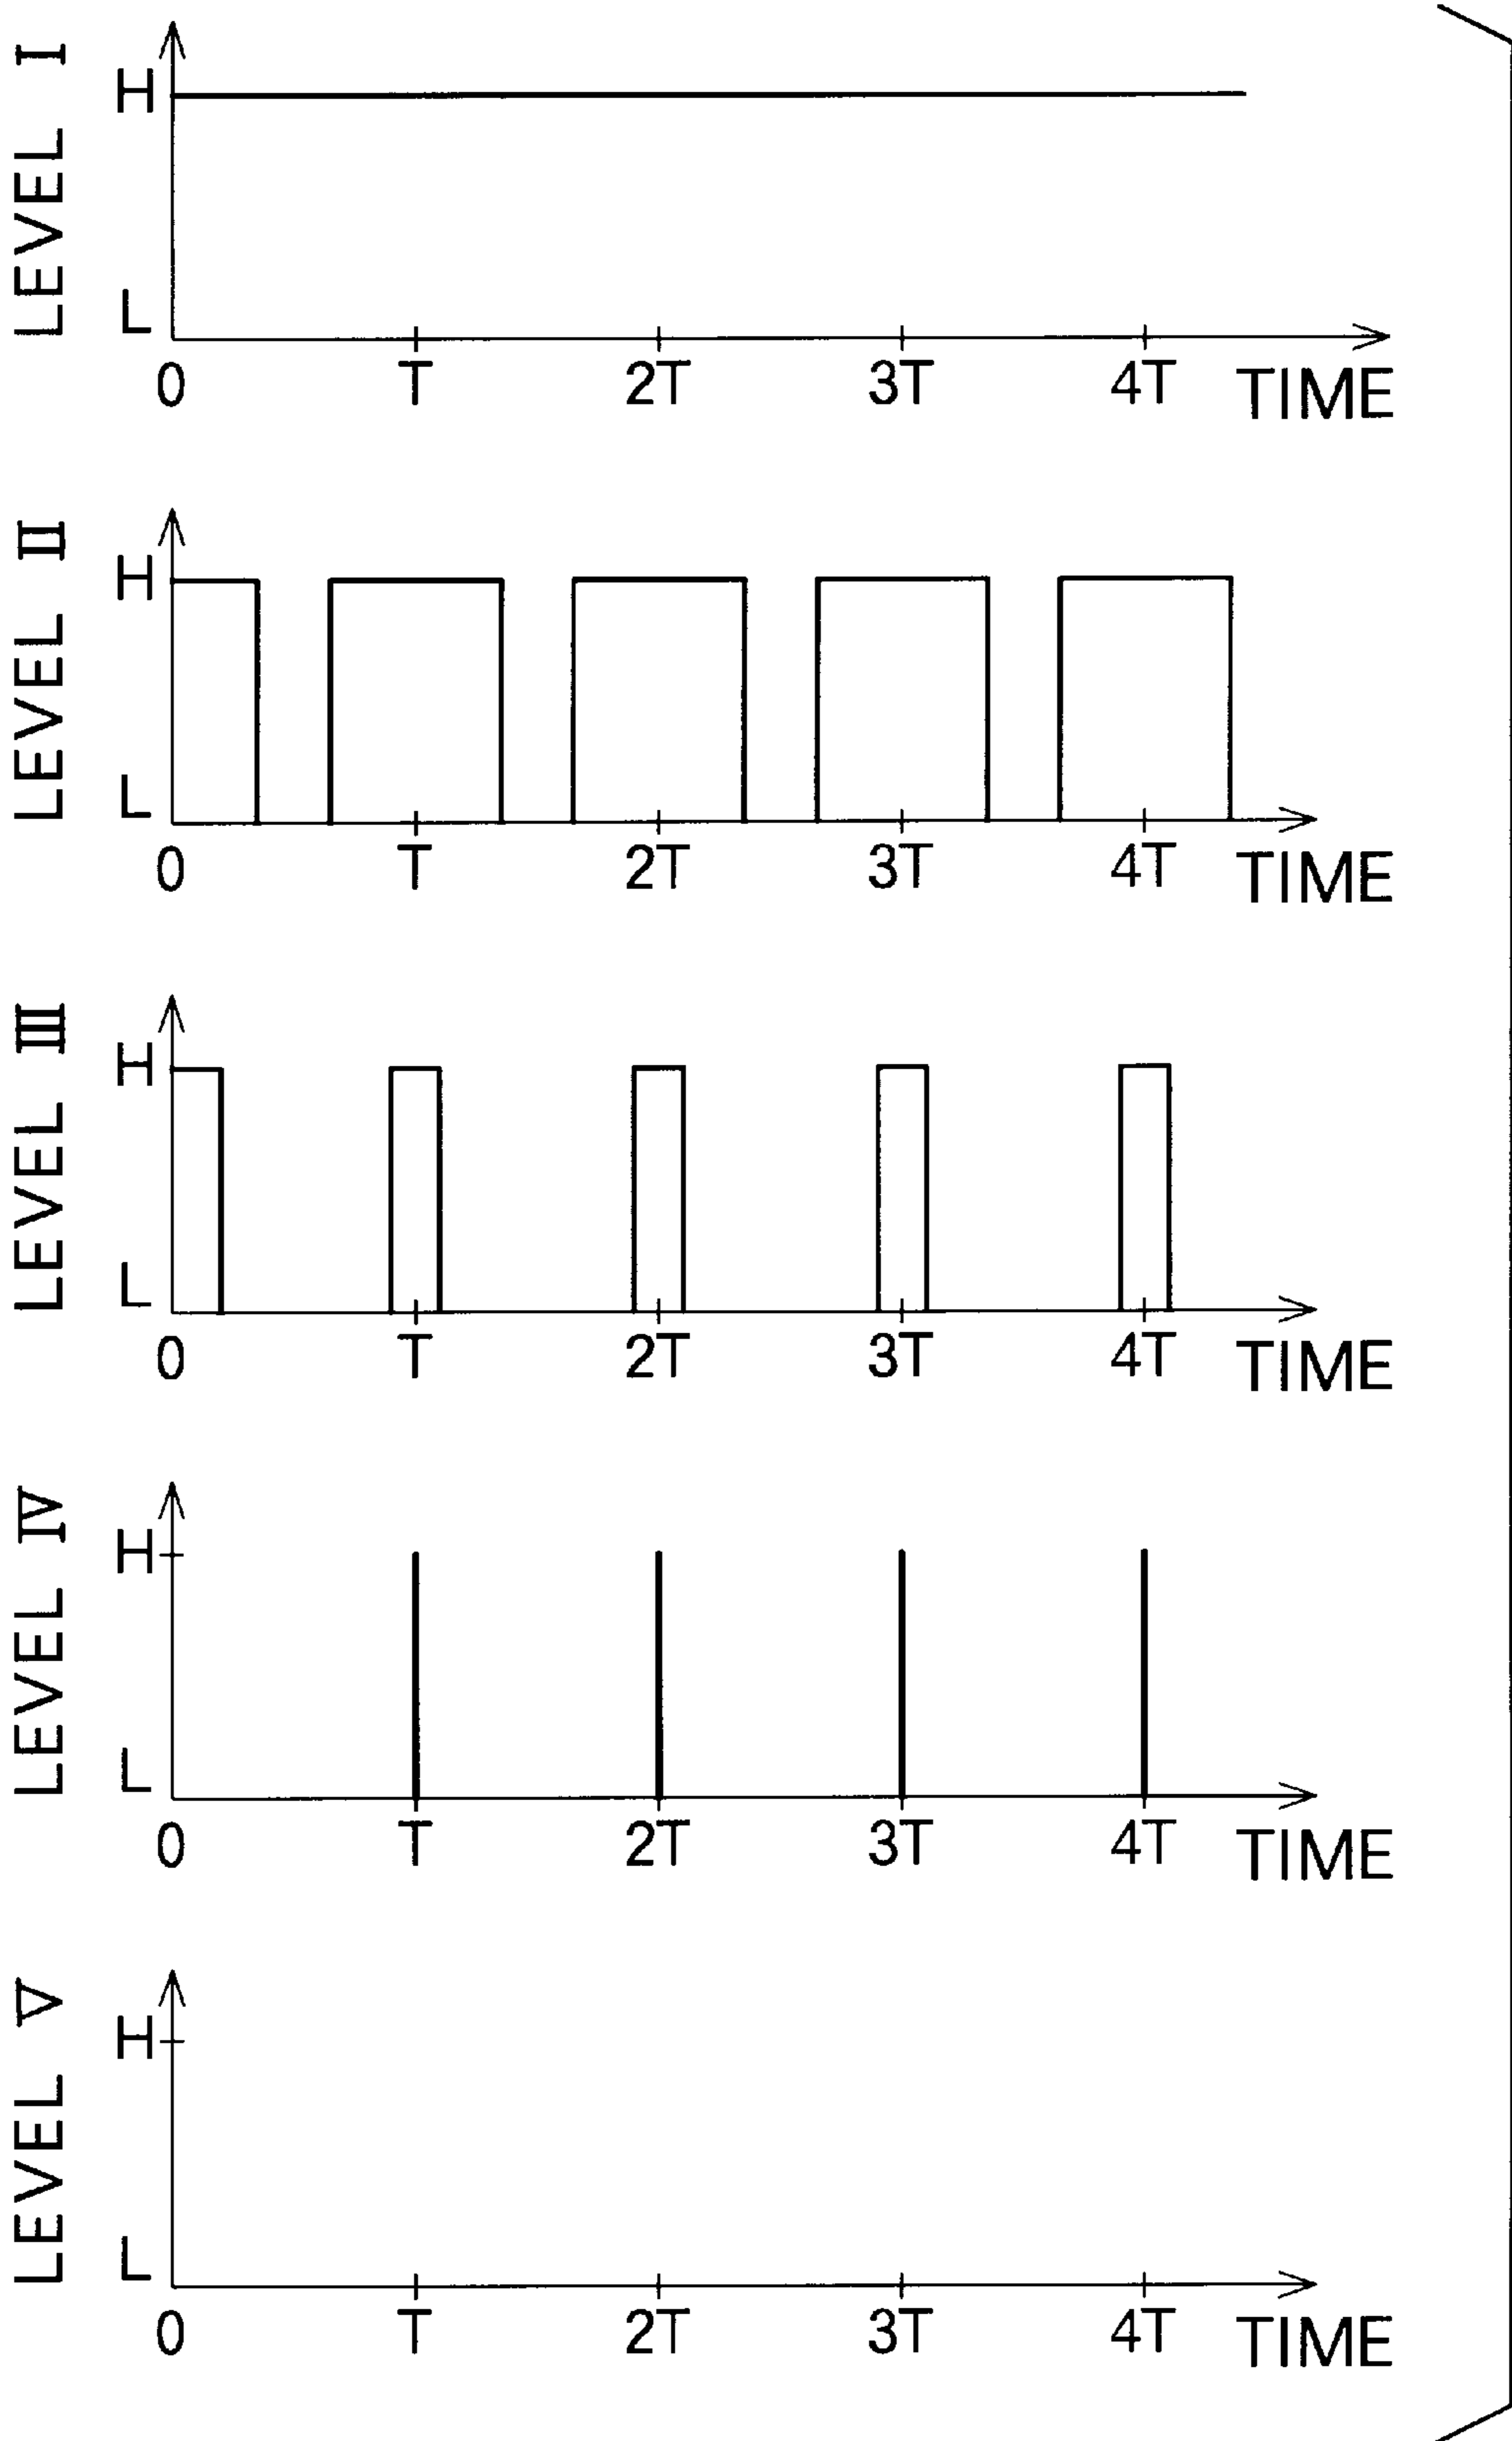 LEVEL I
H
L
0 T 2T 3T 4T TIME
LEVEL II
H
L
0 T 2T 3T 4T TIME
LEVEL III
H
L
0 T 2T 3T 4T TIME
LEVEL IV
H
L
0 T 2T 3T 4T TIME
LEVEL V
H
L
0 T 2T 3T 4T TIME